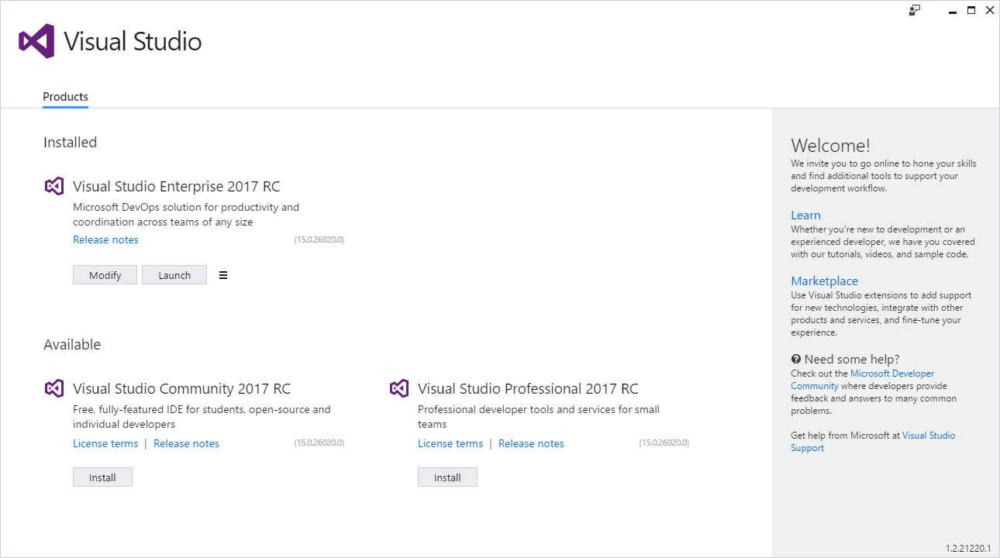 Visual Studio
Products
Installed
Visual Studio Enterprise 2017 RC
Microsoft DevOps solution for productivity and
coordination across teams of any size
Release notes (15.0.26020.0)
Modify Launch
Available
Visual Studio Community 2017 RC
Free, fully-featured IDE for students, open-source and
individual developers
License terms | Release notes (15.0.26020.0)
Install
Visual Studio Professional 2017 RC
Professional developer tools and services for small
teams
License terms | Release notes (15.0.26020.0)
Install
Welcome!
We invite you to go online to hone your skills
and find additional tools to support your
development workflow.
Learn
Whether you're new to development or an
experienced developer, we have you covered
with our tutorials, videos, and sample code.
Marketplace
Use Visual Studio extensions to add support
for new technologies, integrate with other
products and services, and fine-tune your
experience.
Need some help?
Check out the Microsoft Developer
Community where developers provide
feedback and answers to many common
problems.
Get help from Microsoft at Visual Studio
Support
1.2.21220.1